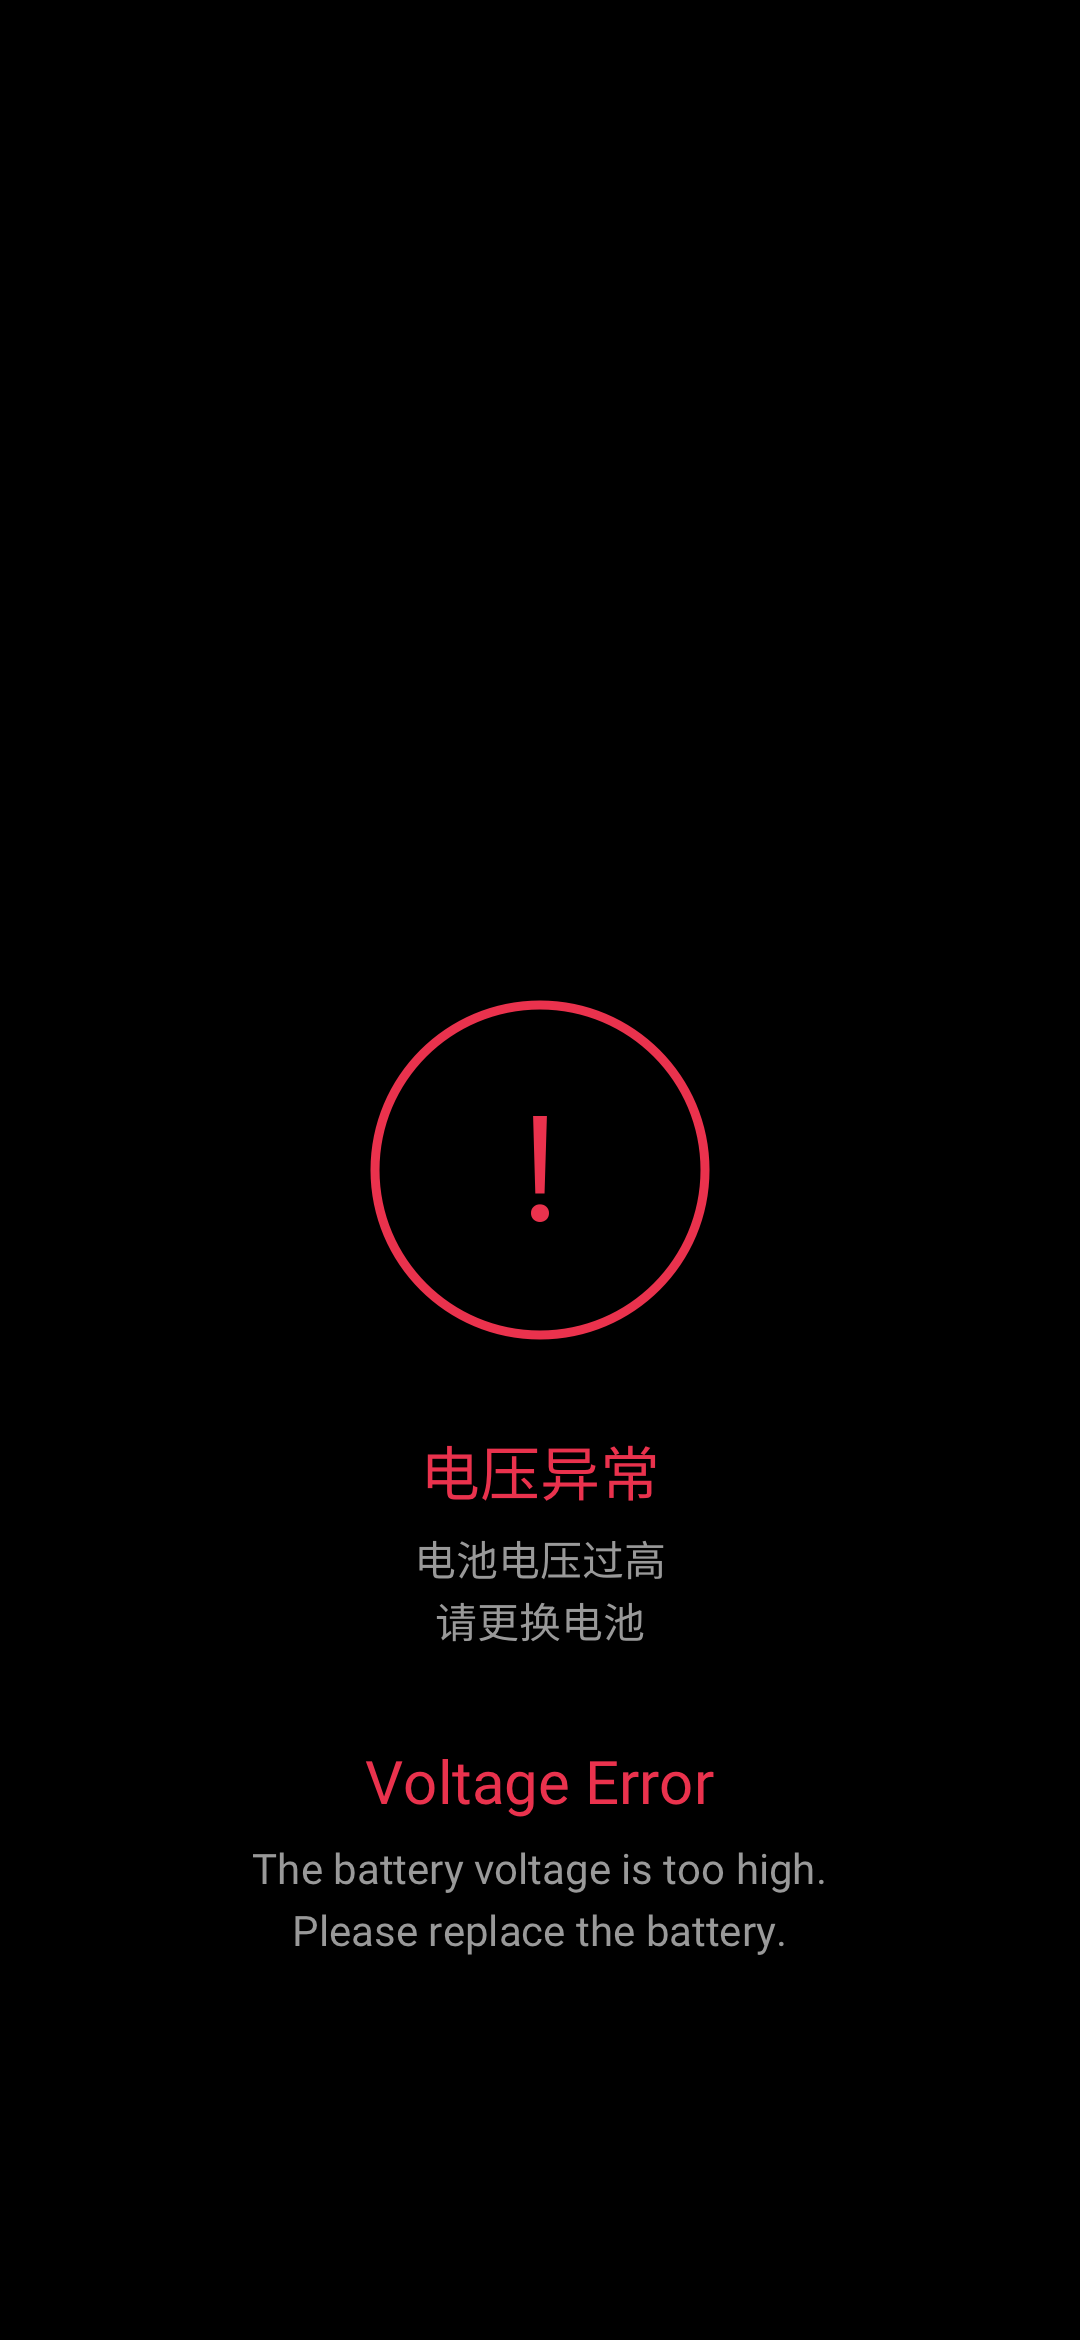 !
电压异常
电池电压过高
请更换电池
Voltage Error
The battery voltage is too high.
Please replace the battery.